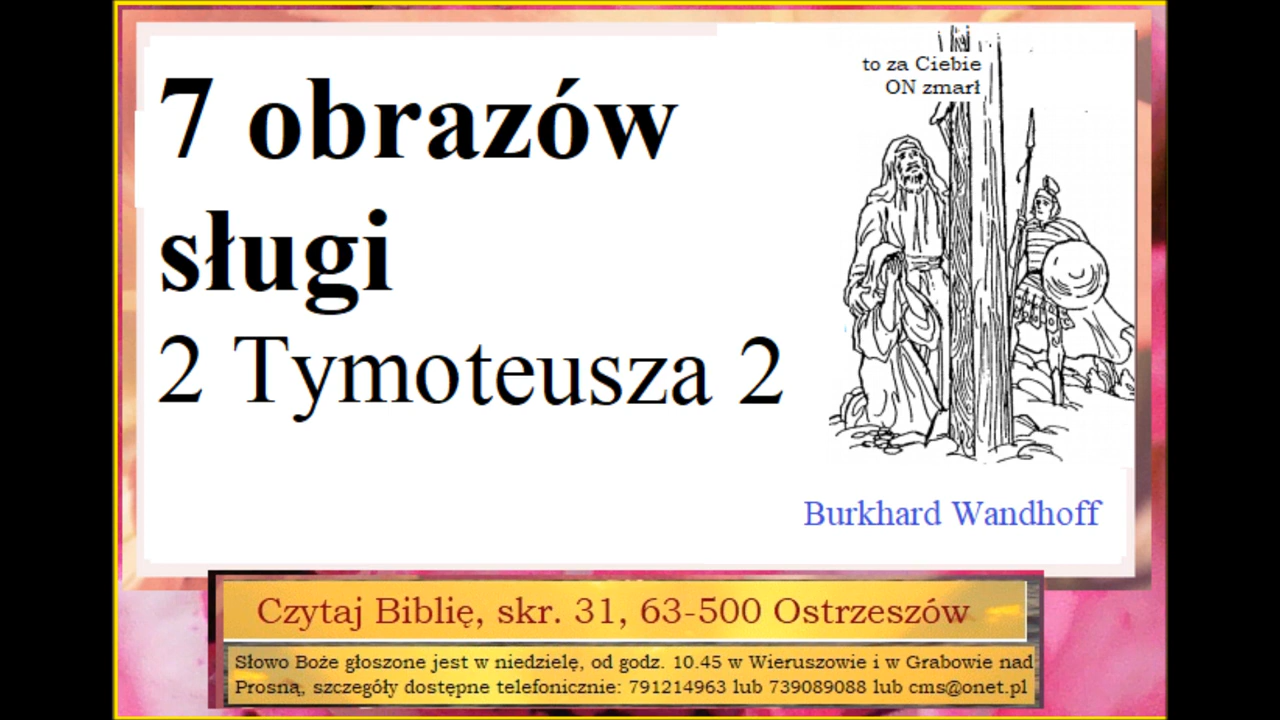 to za Ciebie
ON zmarł
7 obrazów
sługi
2 Tymoteusza 2
Burkhard Wandhoff
Czytaj Biblię, skr. 31, 63-500 Ostrzeszów
Słowo Boże głoszone jest w niedzielę, od godz. 10.45 w Wieruszowie i w Grabowie nad
Prosną, szczegóły dostępne telefonicznie: 791214963 lub 739089088 lub cms@onet.pl